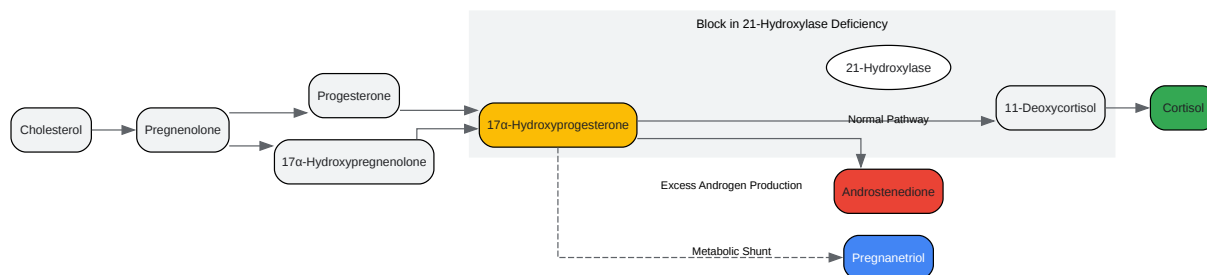 Block in 21-Hydroxylase Deficiency
21-Hydroxylase
Cholesterol
Pregnenolone
Progesterone
17α-Hydroxypregnenolone
17α-Hydroxyprogesterone
Normal Pathway
11-Deoxycortisol
Cortisol
Excess Androgen Production
Androstenedione
Metabolic Shunt
Pregnanetriol